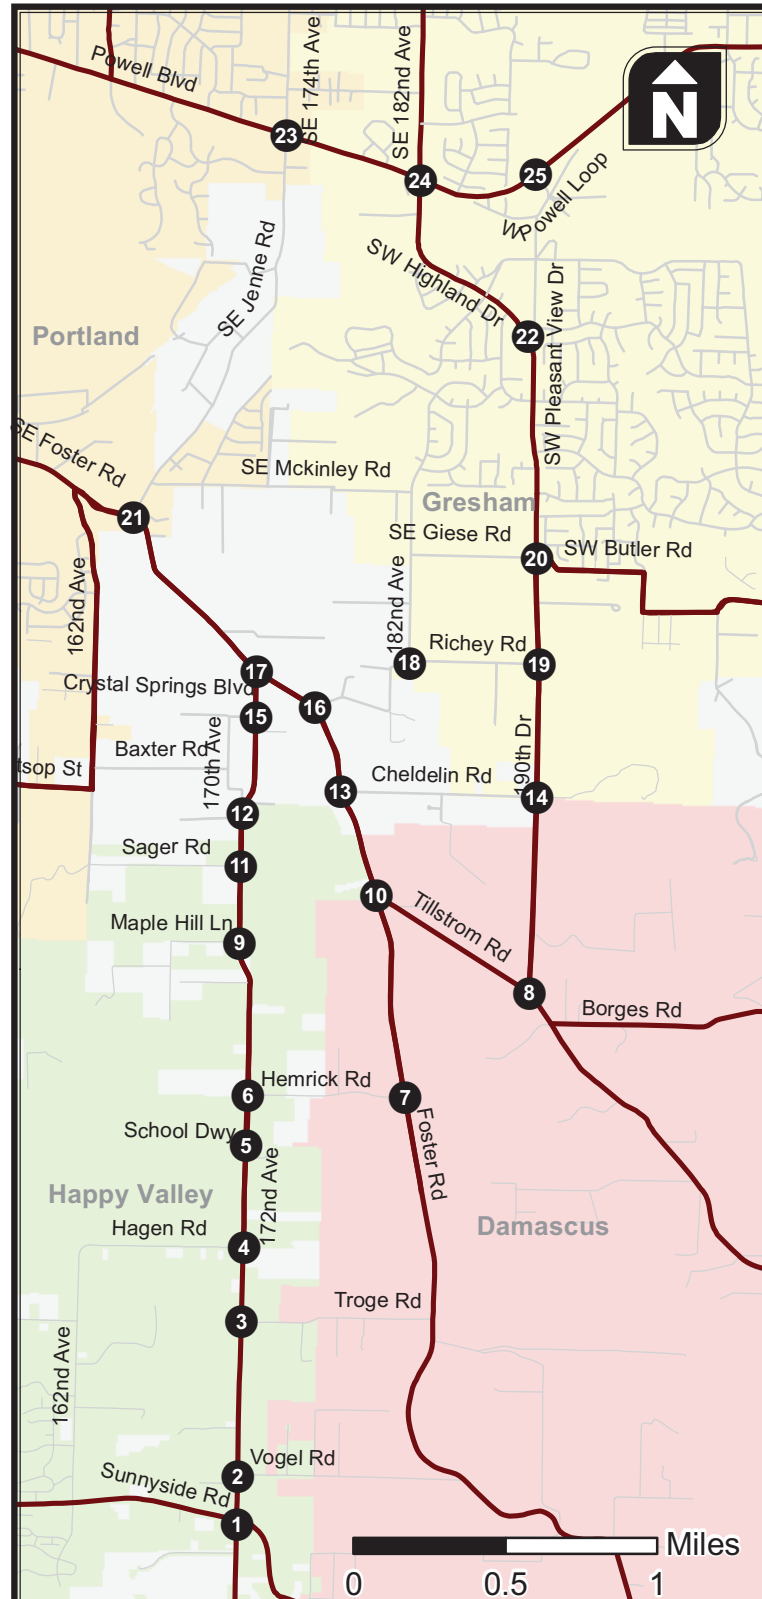 Powell Blvd
SE 174th Ave
SE 182nd Ave
N
23
24
25
W Powell Loop
SE Jenne Rd
SW Highland Dr
SW Pleasant View Dr
Portland
22
SE Foster Rd
SE Mckinley Rd
Gresham
21
SE Giese Rd
20
SW Butler Rd
162nd Ave
182nd Ave
Richey Rd
18
19
17
Crystal Springs Blvd
16
15
170th Ave
Baxter Rd
tsop St
Cheldelin Rd
190th Dr
13
14
12
Sager Rd
11
10
Tillstrom Rd
Maple Hill Ln
9
8
Borges Rd
Hemrick Rd
6
7
School Dwy
5
Foster Rd
172nd Ave
Happy Valley
Hagen Rd
4
Damascus
Troge Rd
3
162nd Ave
Vogel Rd
2
Sunnyside Rd
1
Miles
0 0.5 1